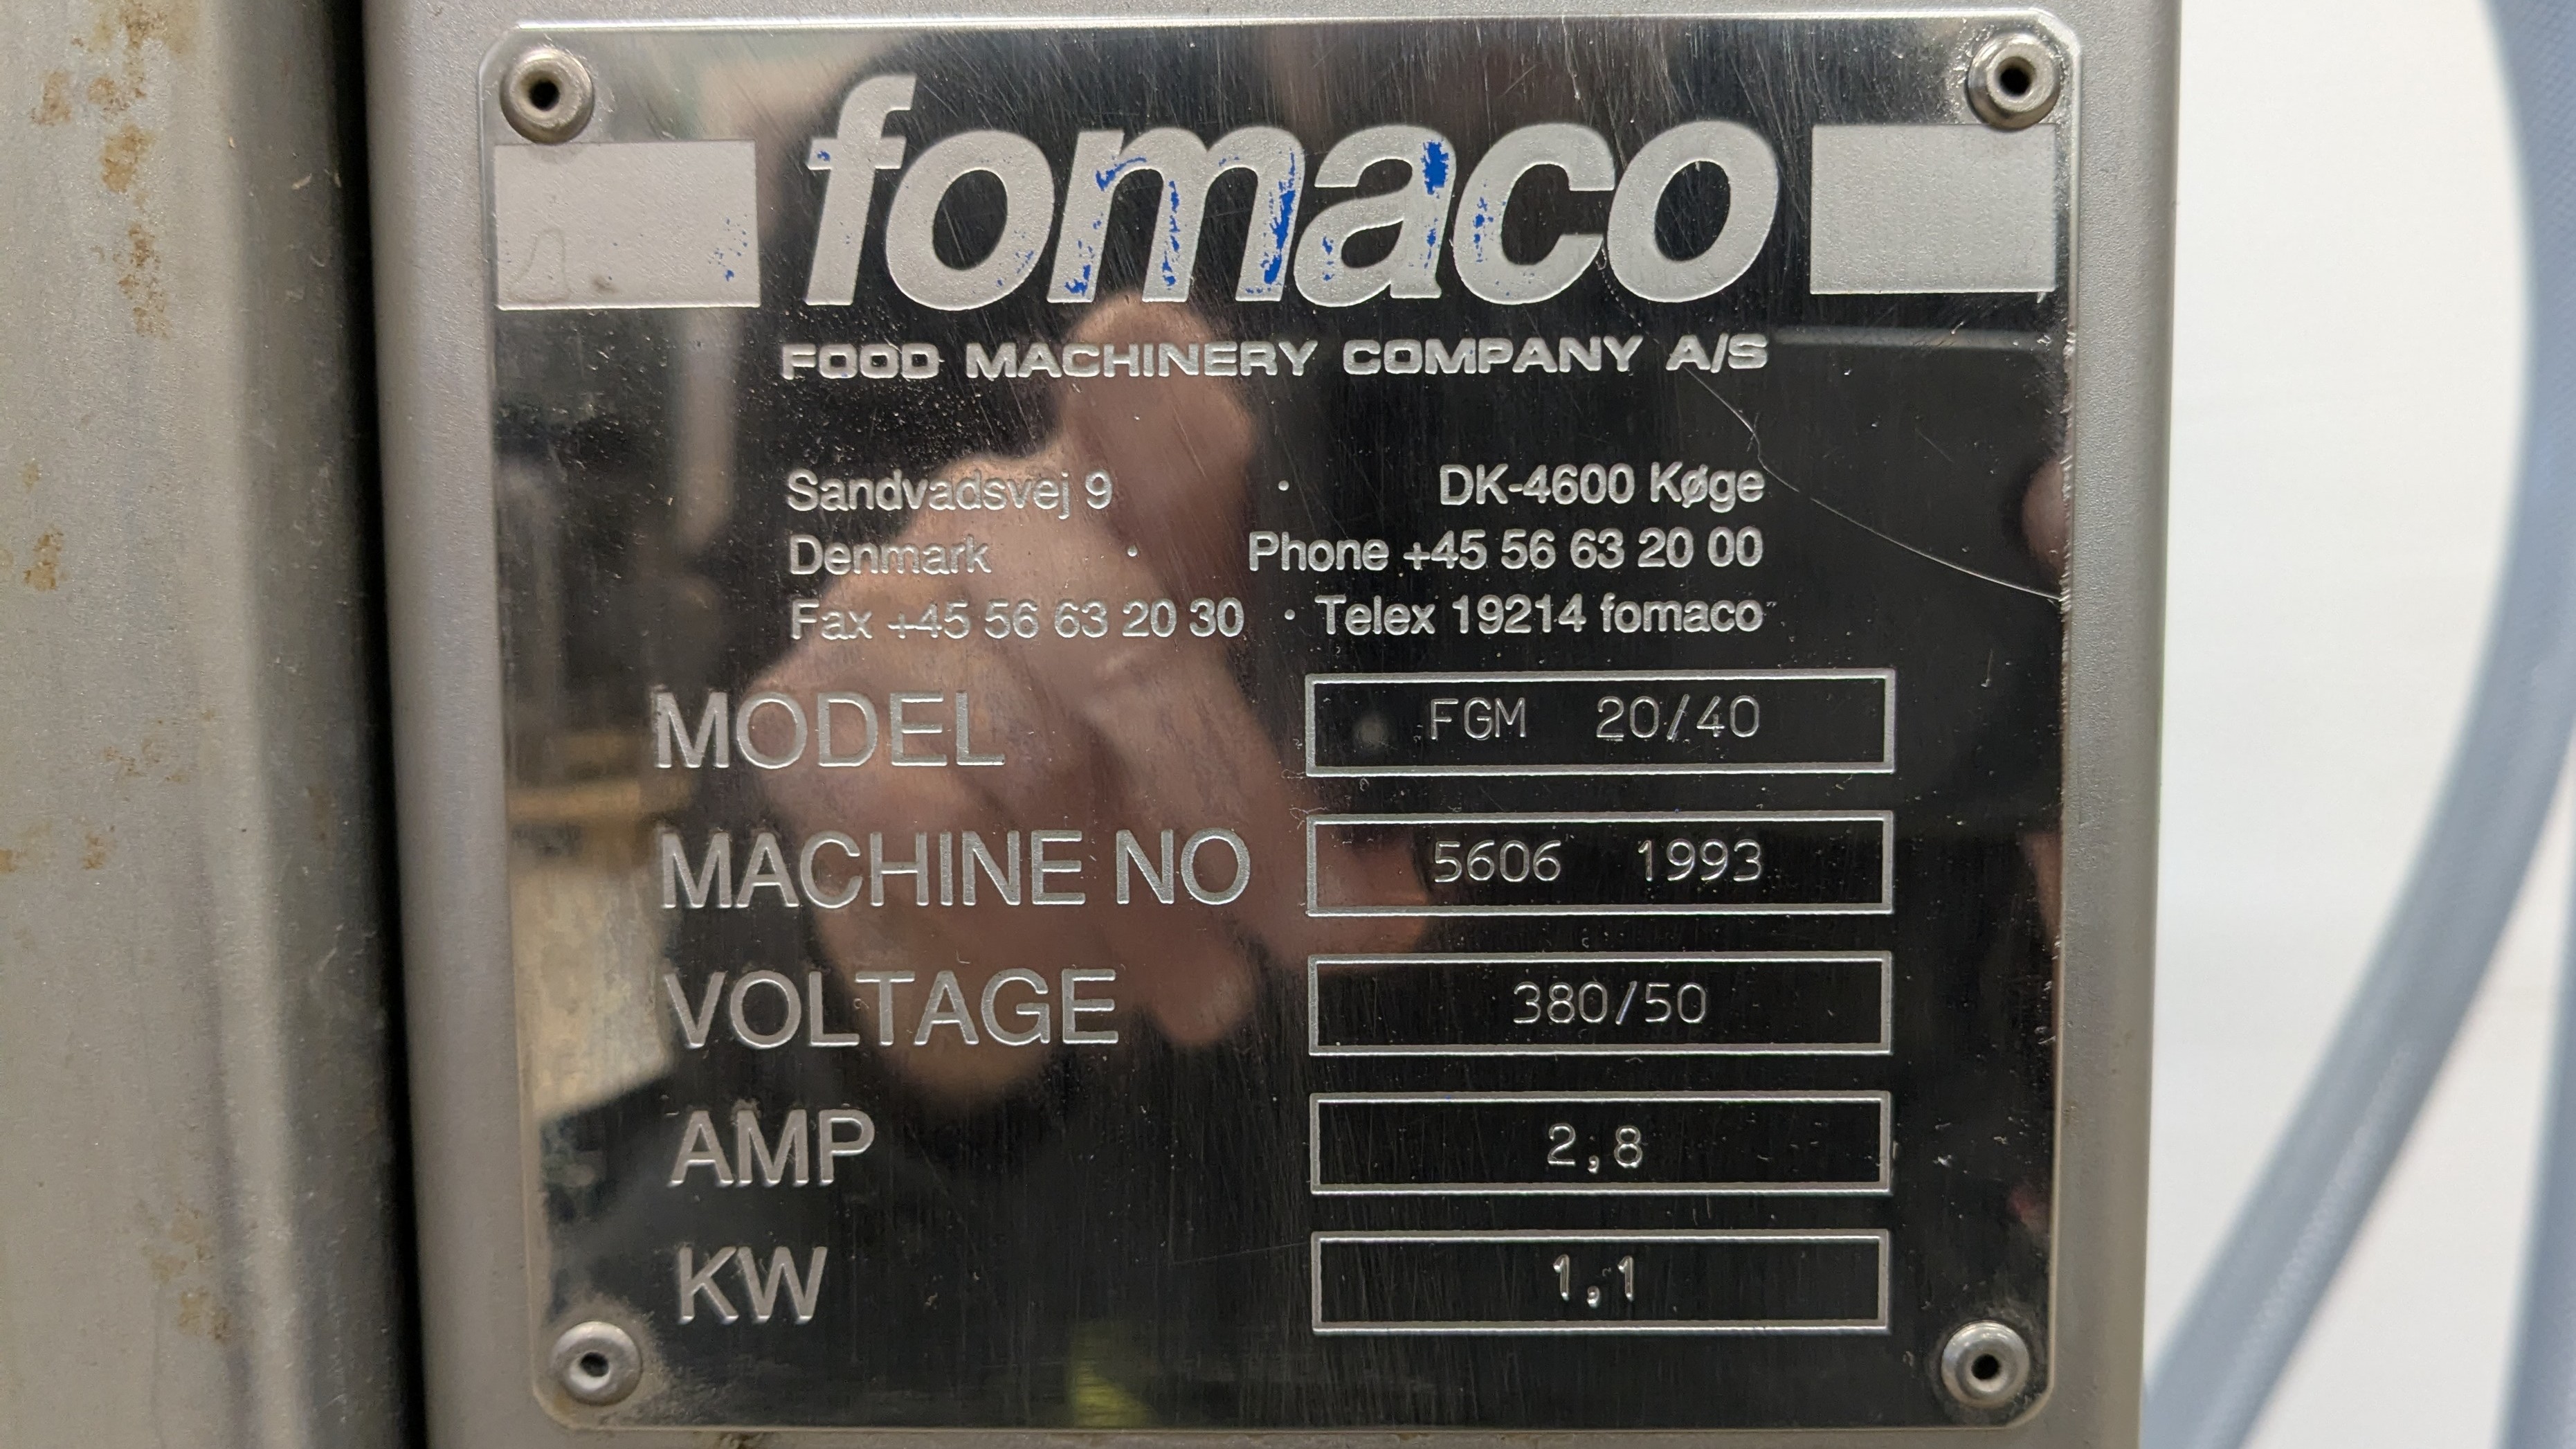 fomaco
FOOD MACHINERY COMPANY A/S
Sandvadsvej 9 · DK-4600 Køge
Denmark · Phone +45 56 63 20 00
Fax +45 56 63 20 30 · Telex 19214 fomaco
MODEL FGM 20/40
MACHINE NO 5606 1993
VOLTAGE 380/50
AMP 2,8
KW 1,1